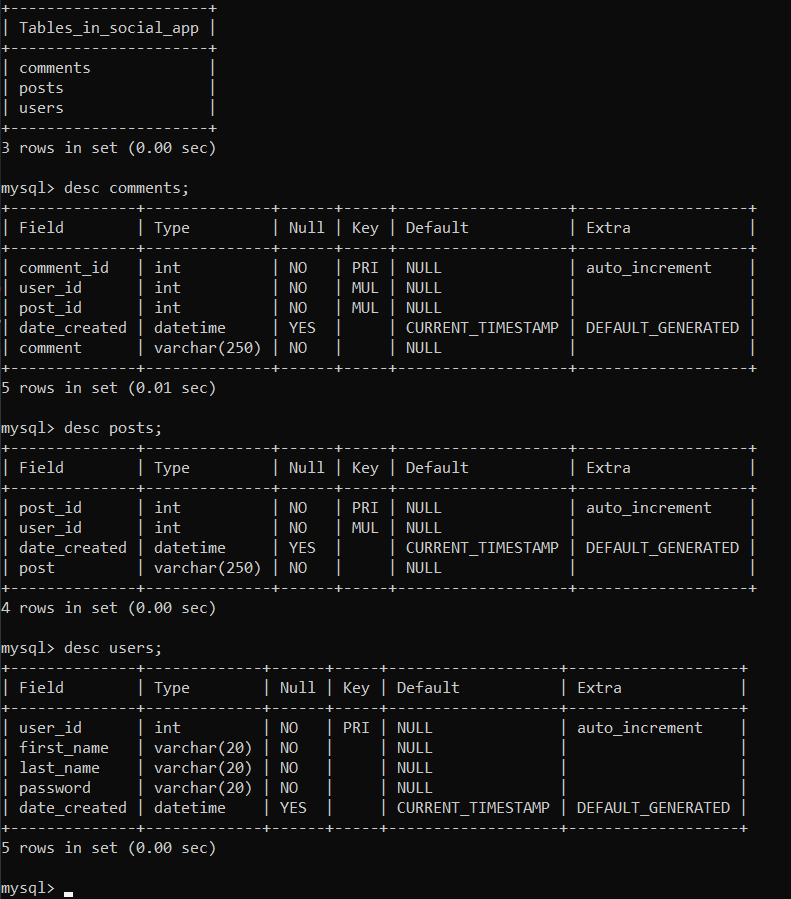 +----------------------+
| Tables_in_social_app |
+----------------------+
| comments             |
| posts                |
| users                |
+----------------------+
3 rows in set (0.00 sec)

mysql> desc comments;
+--------------+--------------+------+-----+-------------------+-------------------+
| Field        | Type         | Null | Key | Default           | Extra             |
+--------------+--------------+------+-----+-------------------+-------------------+
| comment_id   | int          | NO   | PRI | NULL              | auto_increment    |
| user_id      | int          | NO   | MUL | NULL              |                   |
| post_id      | int          | NO   | MUL | NULL              |                   |
| date_created | datetime     | YES  |     | CURRENT_TIMESTAMP | DEFAULT_GENERATED |
| comment      | varchar(250) | NO   |     | NULL              |                   |
+--------------+--------------+------+-----+-------------------+-------------------+
5 rows in set (0.01 sec)

mysql> desc posts;
+--------------+--------------+------+-----+-------------------+-------------------+
| Field        | Type         | Null | Key | Default           | Extra             |
+--------------+--------------+------+-----+-------------------+-------------------+
| post_id      | int          | NO   | PRI | NULL              | auto_increment    |
| user_id      | int          | NO   | MUL | NULL              |                   |
| date_created | datetime     | YES  |     | CURRENT_TIMESTAMP | DEFAULT_GENERATED |
| post         | varchar(250) | NO   |     | NULL              |                   |
+--------------+--------------+------+-----+-------------------+-------------------+
4 rows in set (0.00 sec)

mysql> desc users;
+--------------+-------------+------+-----+-------------------+-------------------+
| Field        | Type        | Null | Key | Default           | Extra             |
+--------------+-------------+------+-----+-------------------+-------------------+
| user_id      | int         | NO   | PRI | NULL              | auto_increment    |
| first_name   | varchar(20) | NO   |     | NULL              |                   |
| last_name    | varchar(20) | NO   |     | NULL              |                   |
| password     | varchar(20) | NO   |     | NULL              |                   |
| date_created | datetime    | YES  |     | CURRENT_TIMESTAMP | DEFAULT_GENERATED |
+--------------+-------------+------+-----+-------------------+-------------------+
5 rows in set (0.00 sec)

mysql>